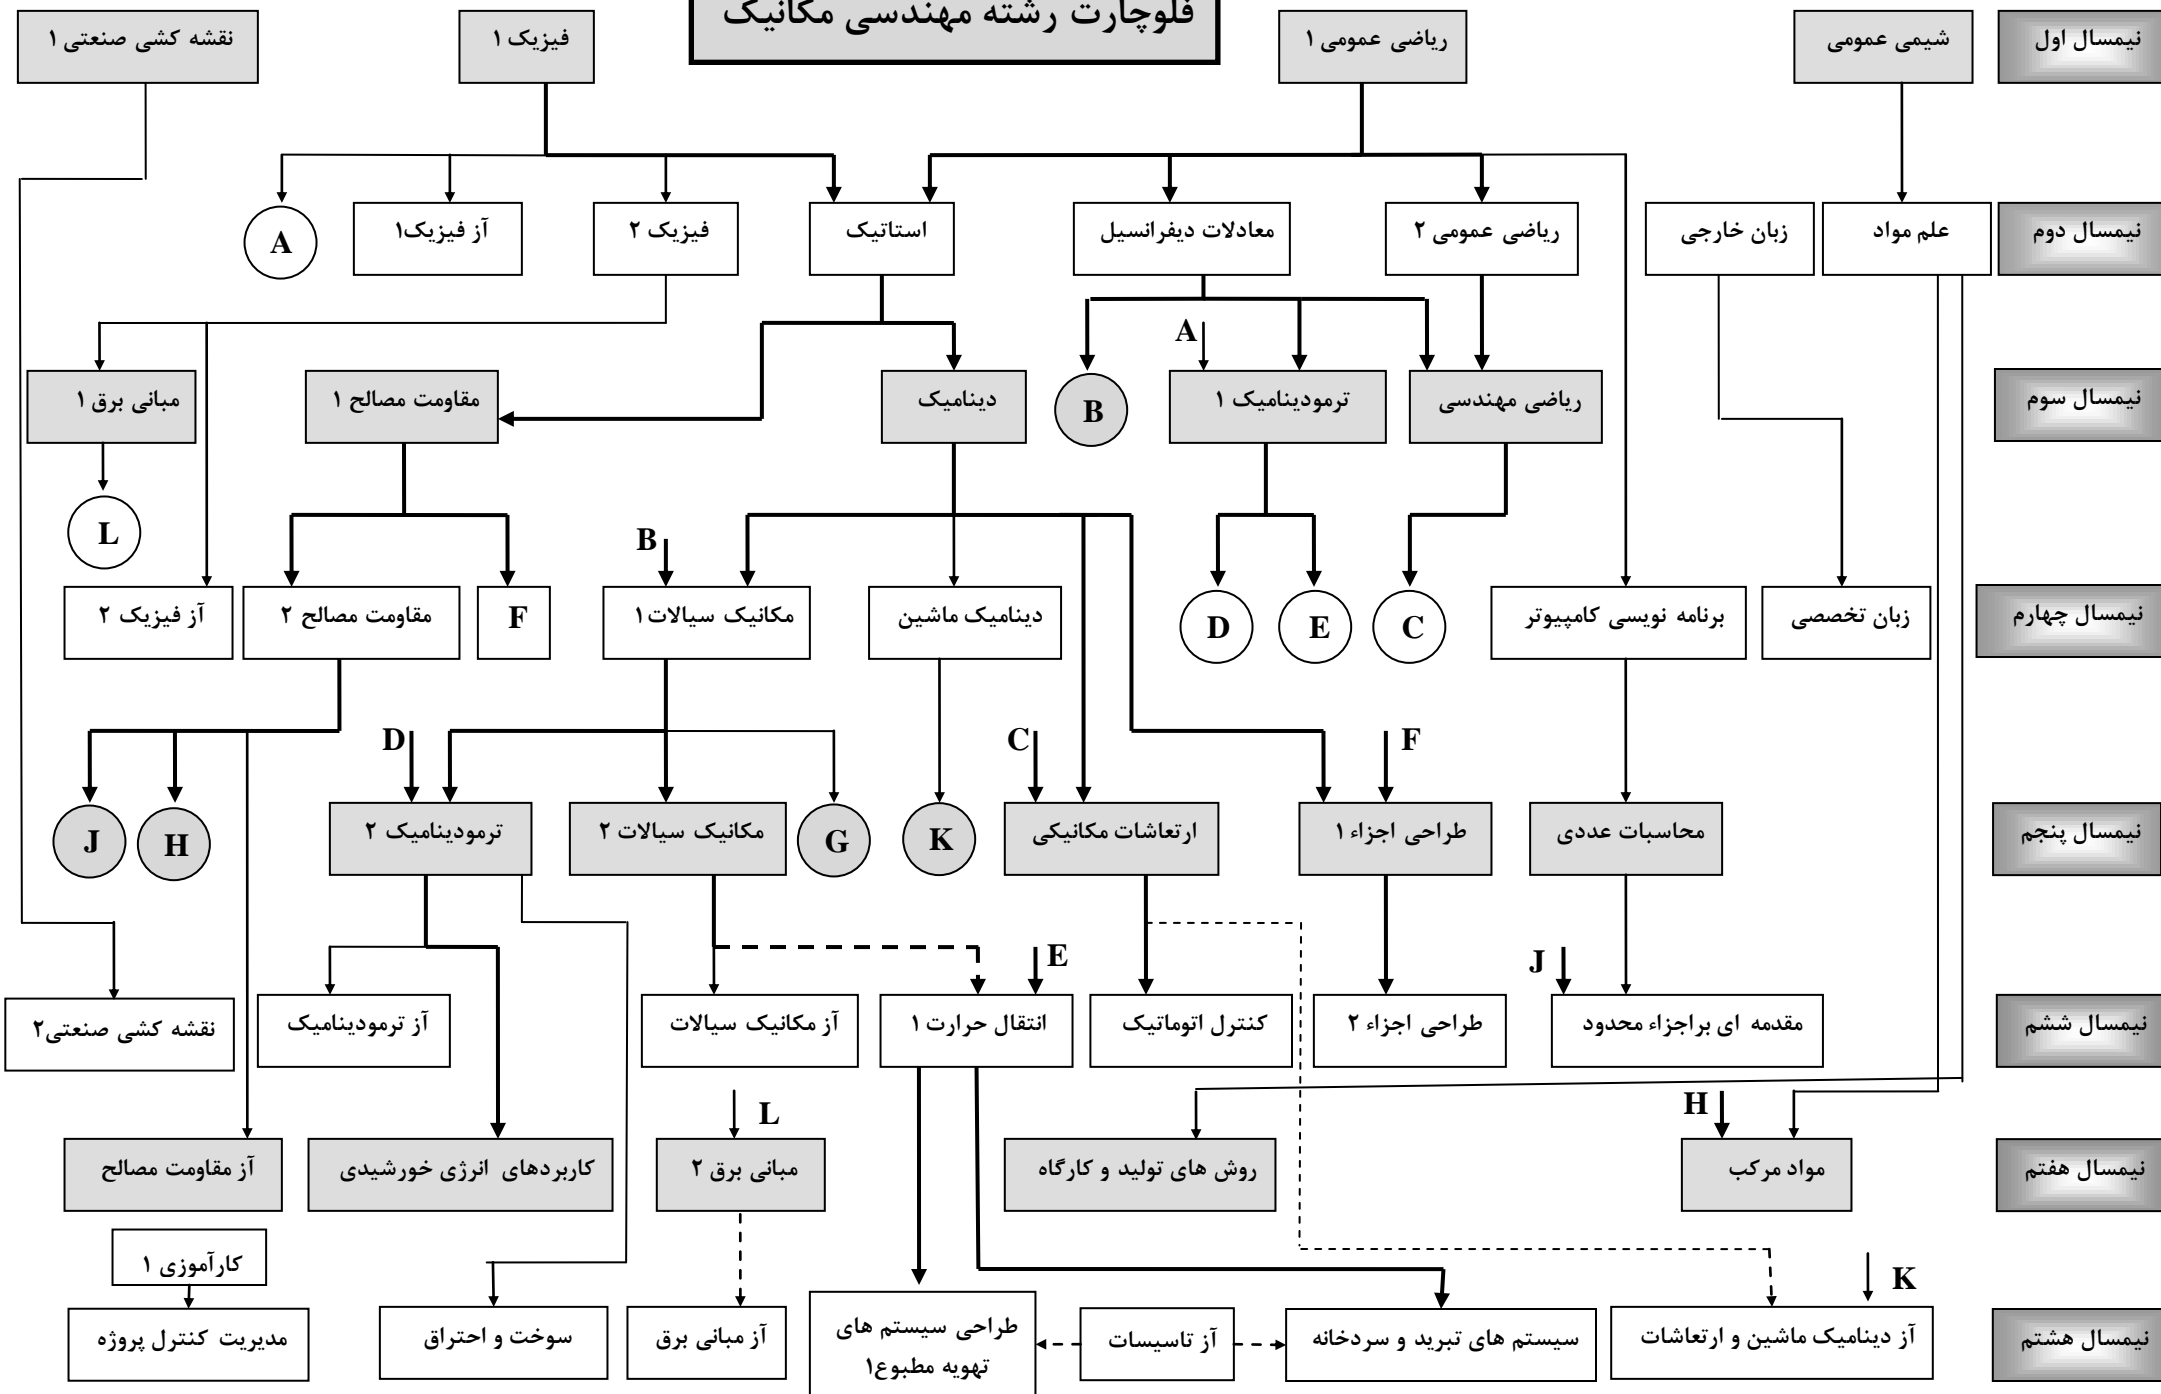 فلوچارت رشته مهندسی مکانیک
نیمسال اول
شیمی عمومی
ریاضی عمومی ۱
فیزیک ۱
نقشه کشی صنعتی ۱
نیمسال دوم
علم مواد
زبان خارجی
ریاضی عمومی ۲
معادلات دیفرانسیل
استاتیک
فیزیک ۲
آز فیزیک۱
A
A
نیمسال سوم
ریاضی مهندسی
ترمودینامیک ۱
B
دینامیک
مقاومت مصالح ۱
مبانی برق ۱
L
B
نیمسال چهارم
زبان تخصصی
برنامه نویسی کامپیوتر
C
E
D
دینامیک ماشین
مکانیک سیالات۱
F
مقاومت مصالح ۲
آز فیزیک ۲
F
C
D
نیمسال پنجم
محاسبات عددی
طراحی اجزاء ۱
ارتعاشات مکانیکی
K
G
مکانیک سیالات ۲
ترمودینامیک ۲
H
J
J
E
نیمسال ششم
مقدمه ای براجزاء محدود
طراحی اجزاء ۲
کنترل اتوماتیک
انتقال حرارت ۱
آز مکانیک سیالات
آز ترمودینامیک
نقشه کشی صنعتی۲
H
L
نیمسال هفتم
مواد مرکب
روش های تولید و کارگاه
مبانی برق ۲
کاربردهای انرژی خورشیدی
آز مقاومت مصالح
K
کارآموزی ۱
نیمسال هشتم
آز دینامیک ماشین و ارتعاشات
سیستم های تبرید و سردخانه
آز تاسیسات
طراحی سیستم های
تهویه مطبوع۱
آز مبانی برق
سوخت و احتراق
مدیریت کنترل پروژه